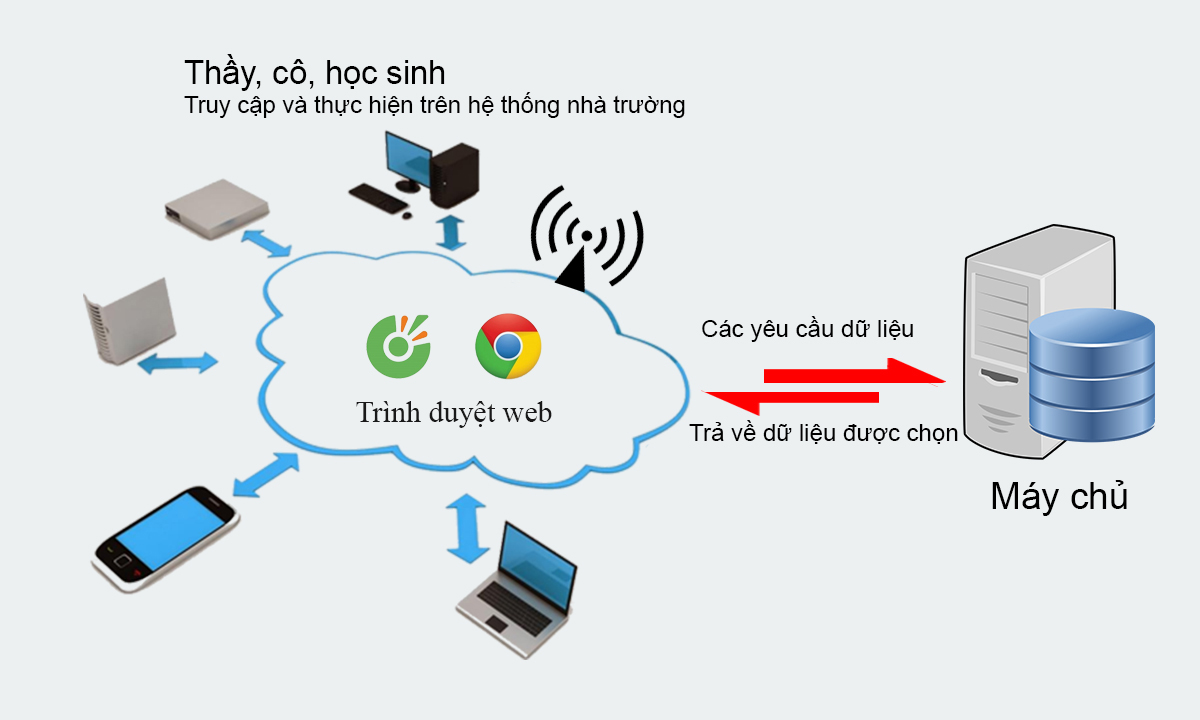 Thầy, cô, học sinh
Truy cập và thực hiện trên hệ thống nhà trường
Các yêu cầu dữ liệu
Trình duyệt web
Trả về dữ liệu được chọn
Máy chủ